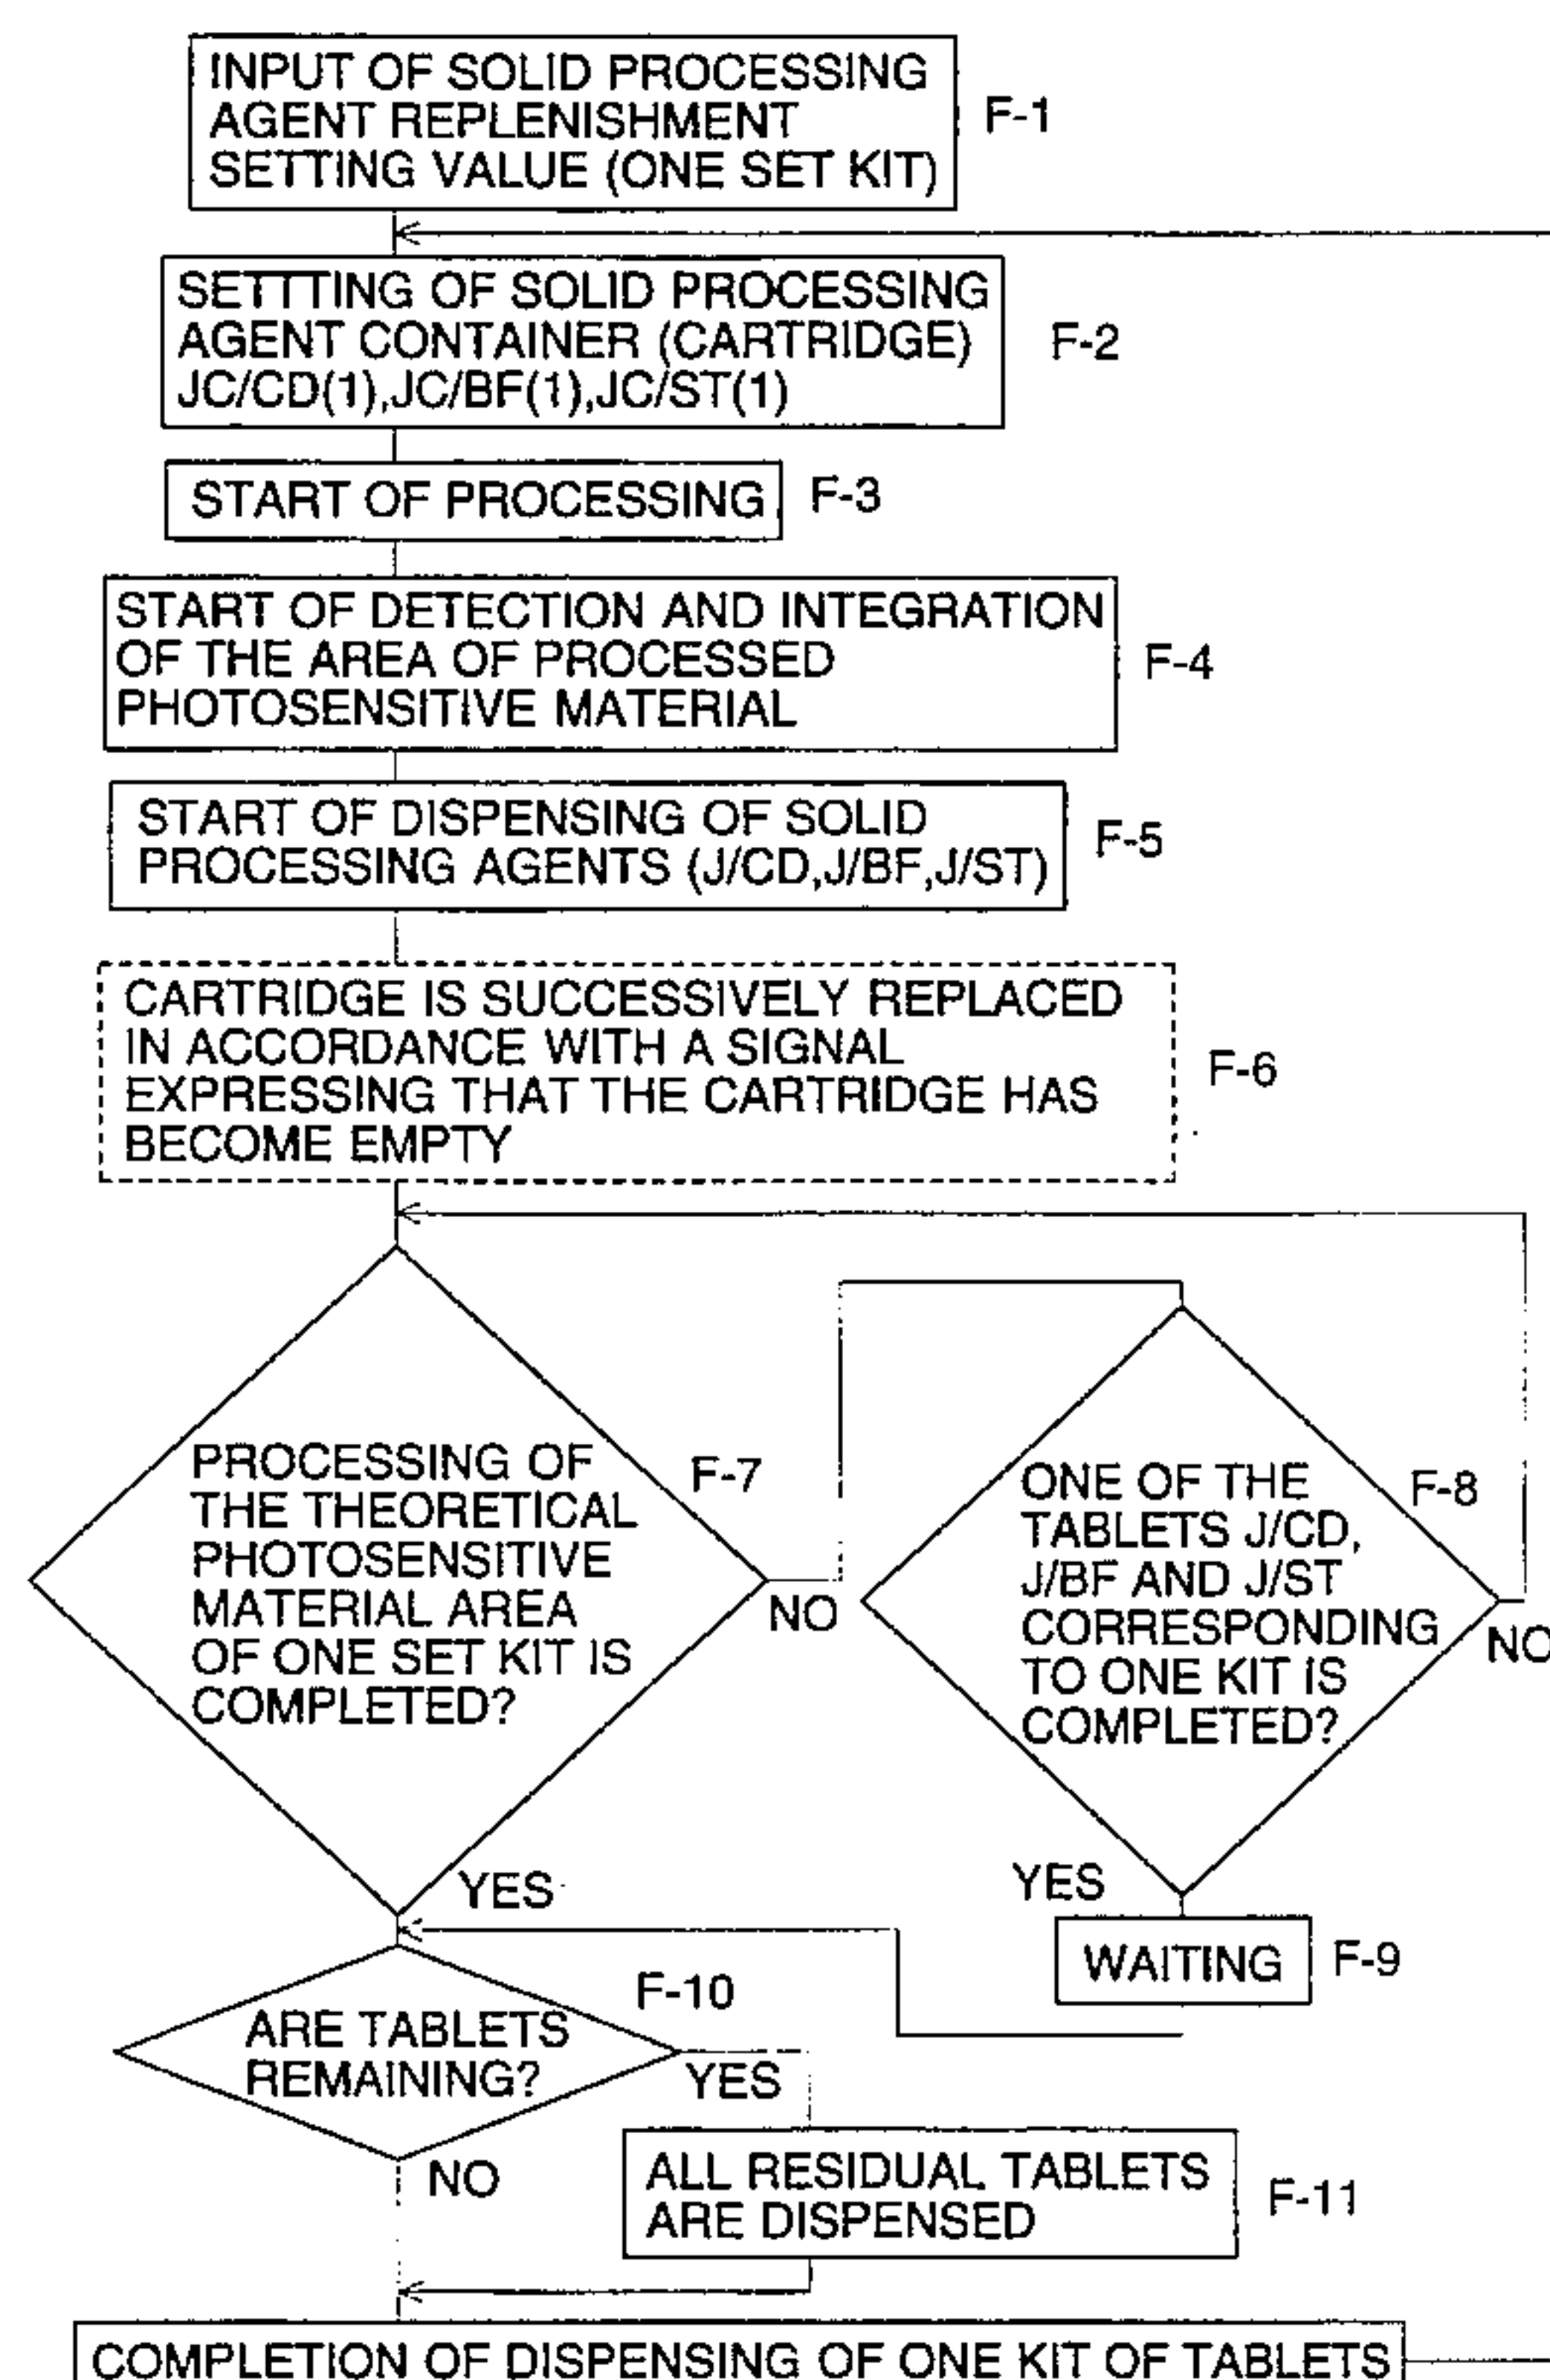 INPUT OF SOLID PROCESSING
AGENT REPLENISHMENT
SETTING VALUE (ONE SET KIT)
F-1
SETTTING OF SOLID PROCESSING
AGENT CONTAINER (CARTRIDGE)
JC/CD(1),JC/BF(1),JC/ST(1)
F-2
START OF PROCESSING
F-3
START OF DETECTION AND INTEGRATION
OF THE AREA OF PROCESSED
PHOTOSENSITIVE MATERIAL
F-4
START OF DISPENSING OF SOLID
PROCESSING AGENTS (J/CD,J/BF,J/ST)
F-5
CARTRIDGE IS SUCCESSIVELY REPLACED
IN ACCORDANCE WITH A SIGNAL
EXPRESSING THAT THE CARTRIDGE HAS
BECOME EMPTY
F-6
PROCESSING OF
THE THEORETICAL
PHOTOSENSITIVE
MATERIAL AREA
OF ONE SET KIT IS
COMPLETED?
F-7
NO
YES
ONE OF THE
TABLETS J/CD,
J/BF AND J/ST
CORRESPONDING
TO ONE KIT IS
COMPLETED?
F-8
NO
YES
WAITING
F-9
ARE TABLETS
REMAINING?
F-10
YES
NO
ALL RESIDUAL TABLETS
ARE DISPENSED
F-11
COMPLETION OF DISPENSING OF ONE KIT OF TABLETS